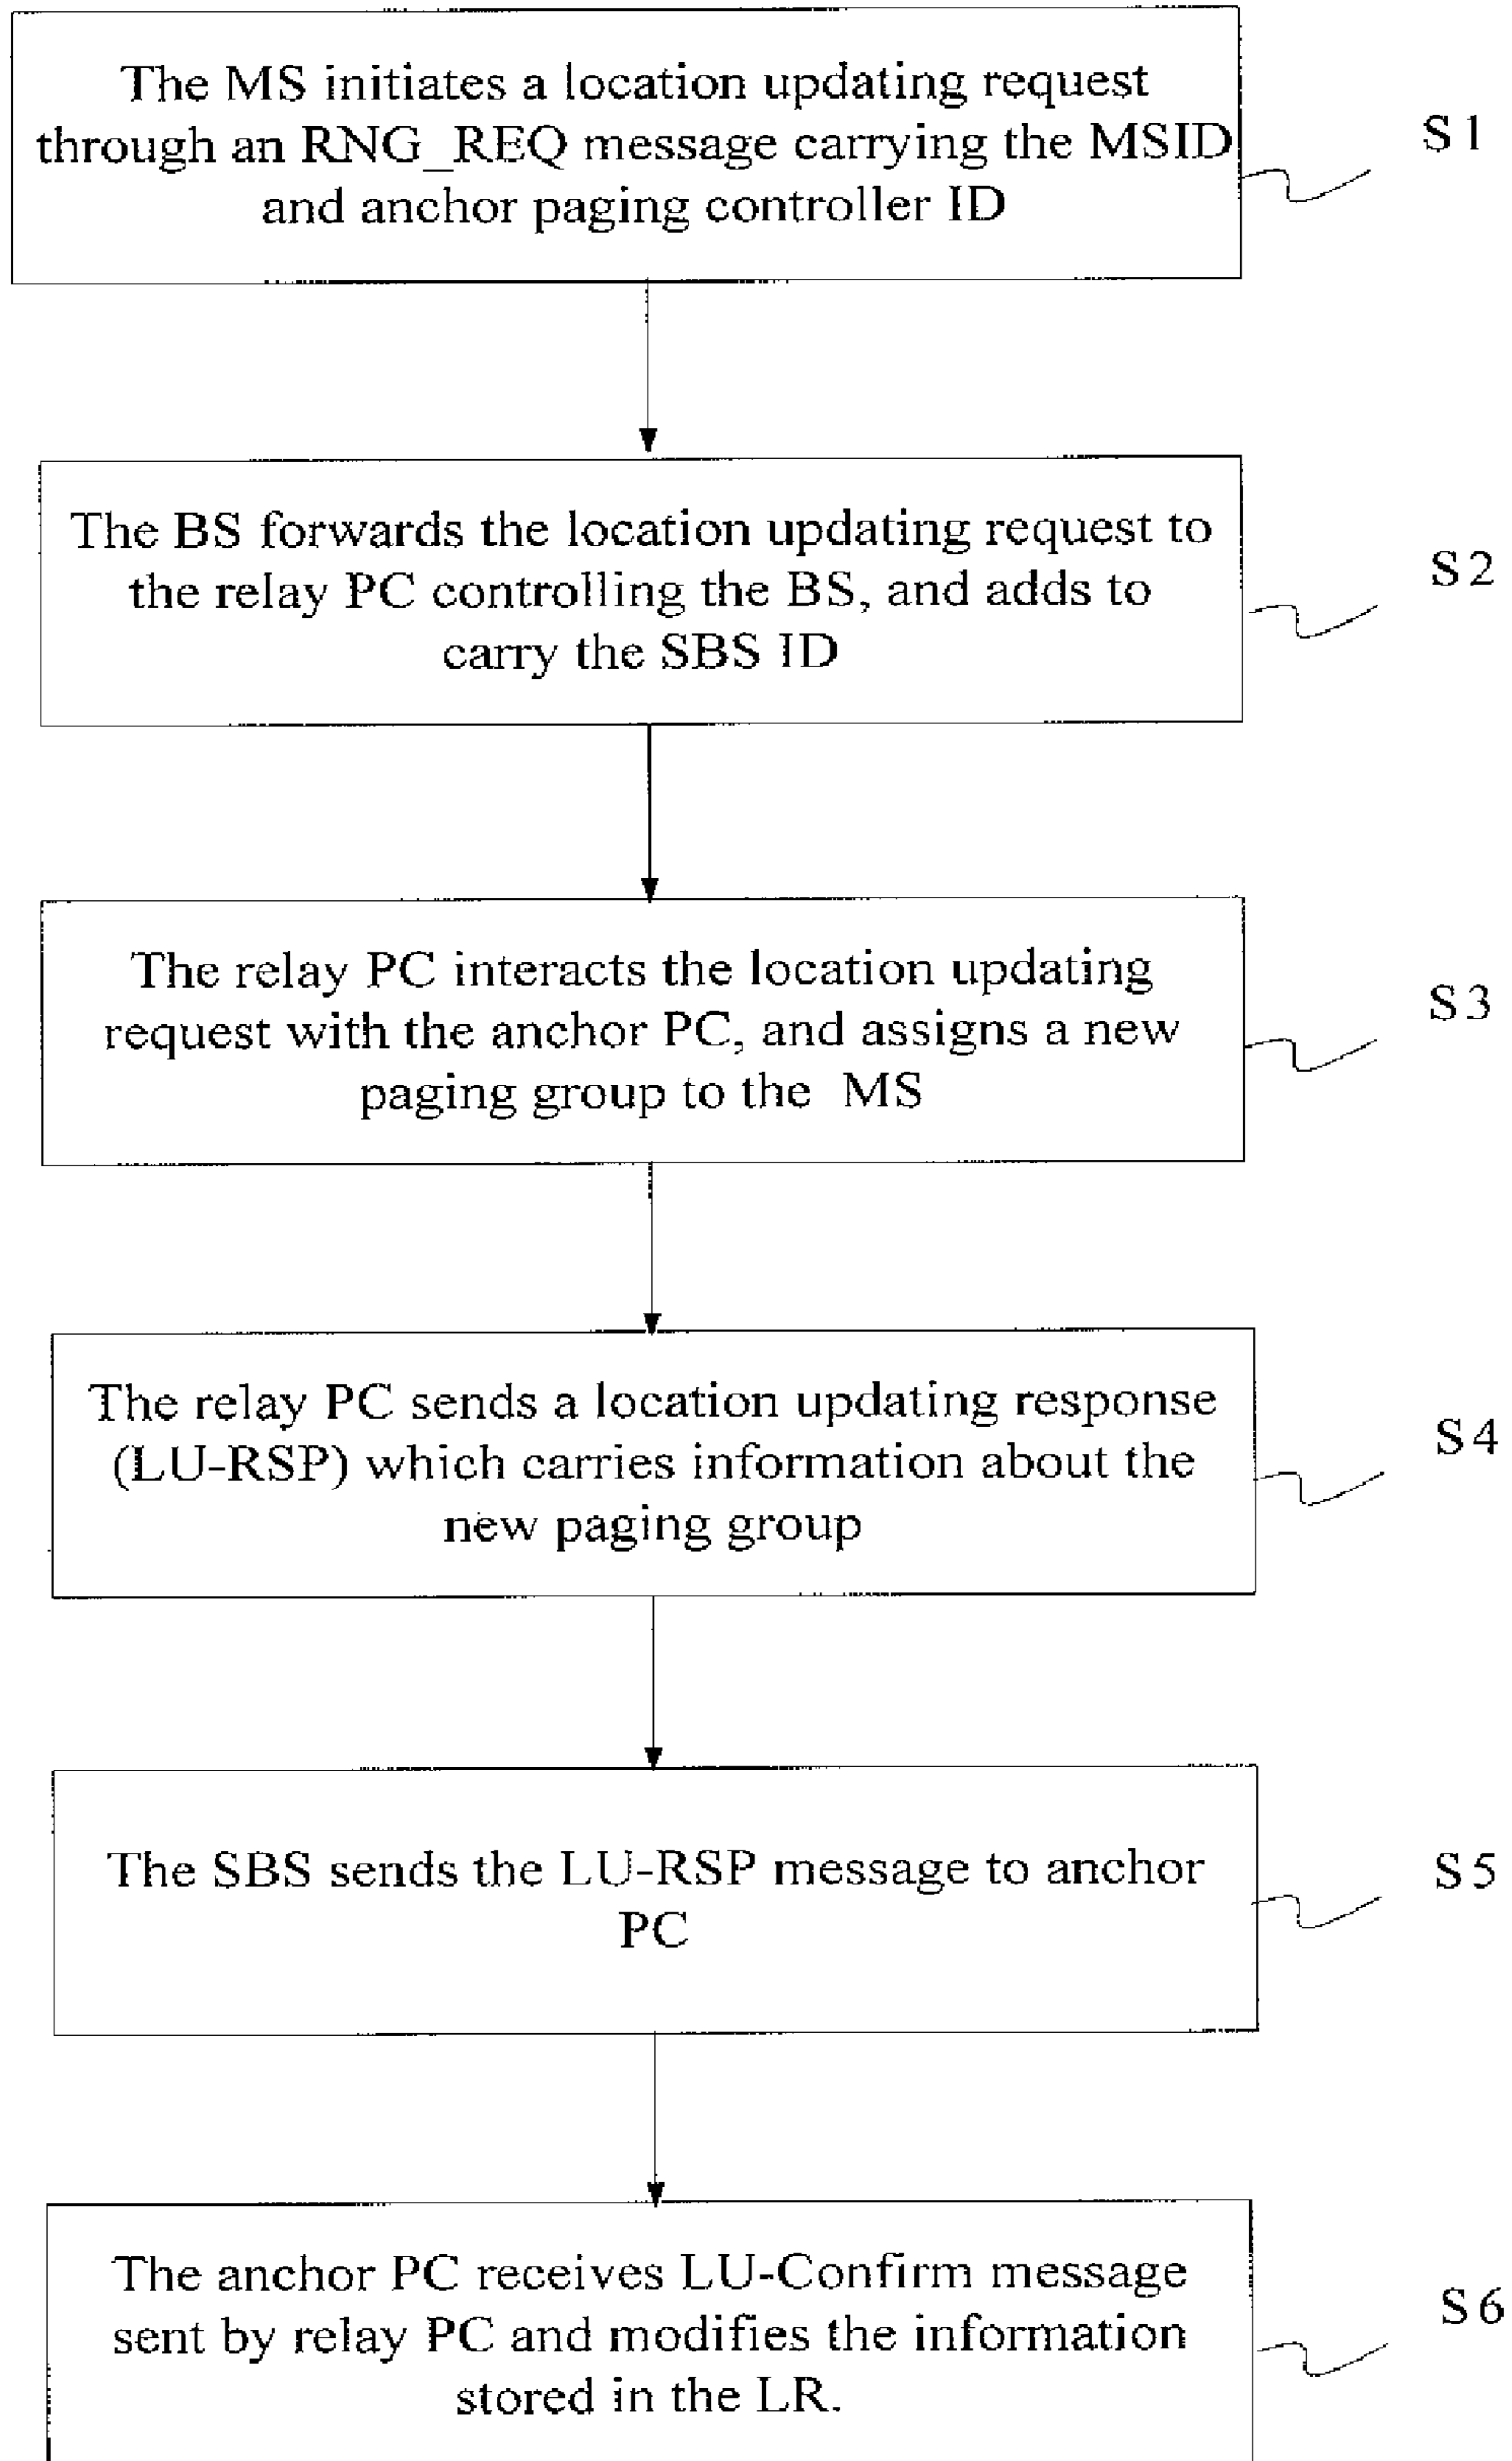 The MS initiates a location updating request
through an RNG_REQ message carrying the MSID
and anchor paging controller ID
S1
The BS forwards the location updating request to
the relay PC controlling the BS, and adds to
carry the SBS ID
S2
The relay PC interacts the location updating
request with the anchor PC, and assigns a new
paging group to the MS
S3
The relay PC sends a location updating response
(LU-RSP) which carries information about the
new paging group
S4
The SBS sends the LU-RSP message to anchor
PC
S5
The anchor PC receives LU-Confirm message
sent by relay PC and modifies the information
stored in the LR.
S6